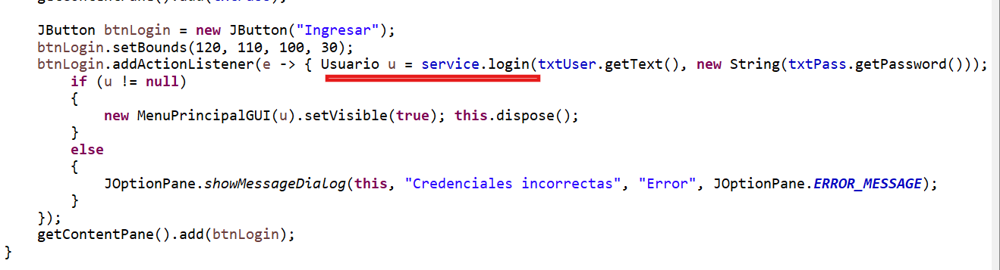 JButton btnLogin = new JButton("Ingresar");
btnLogin.setBounds(120, 110, 100, 30);
btnLogin.addActionListener(e -> { Usuario u = service.login(txtUser.getText(), new String(txtPass.getPassword()));
if (u != null)
{
new MenuPrincipalGUI(u).setVisible(true); this.dispose();
}
else
{
JOptionPane.showMessageDialog(this, "Credenciales incorrectas", "Error", JOptionPane.ERROR_MESSAGE);
}
});
getContentPane().add(btnLogin);
}